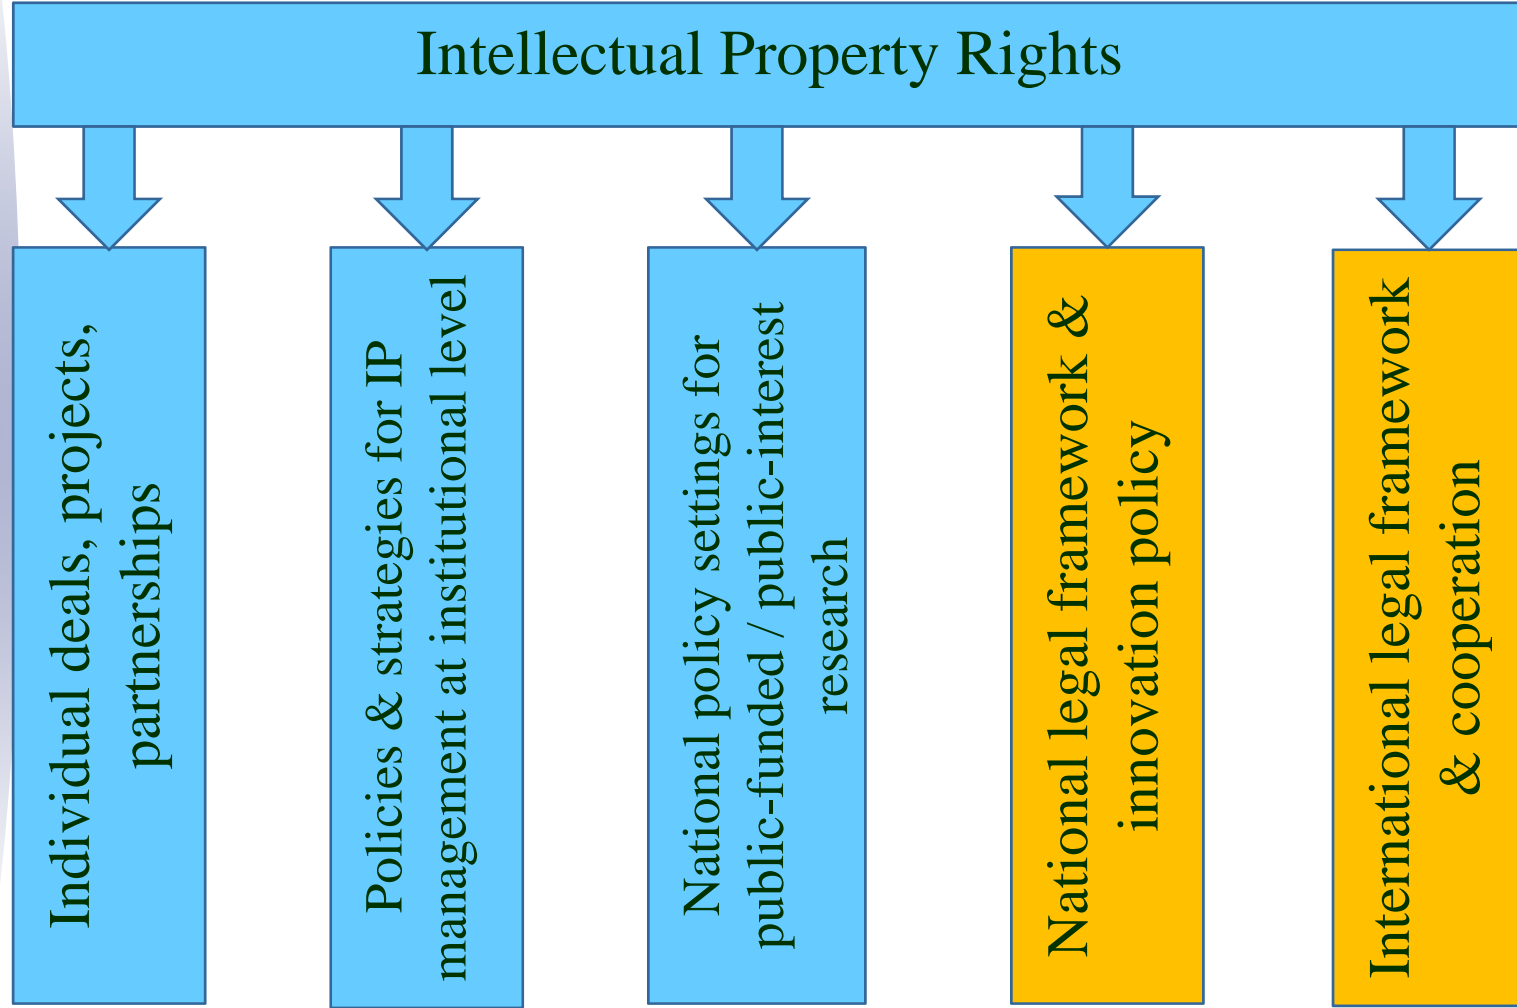 Intellectual Property Rights
Individual deals, projects,
partnerships
Policies & strategies for IP
management at institutional level
National policy settings for
public-funded / public-interest
research
National legal framework &
innovation policy
International legal framework
& cooperation